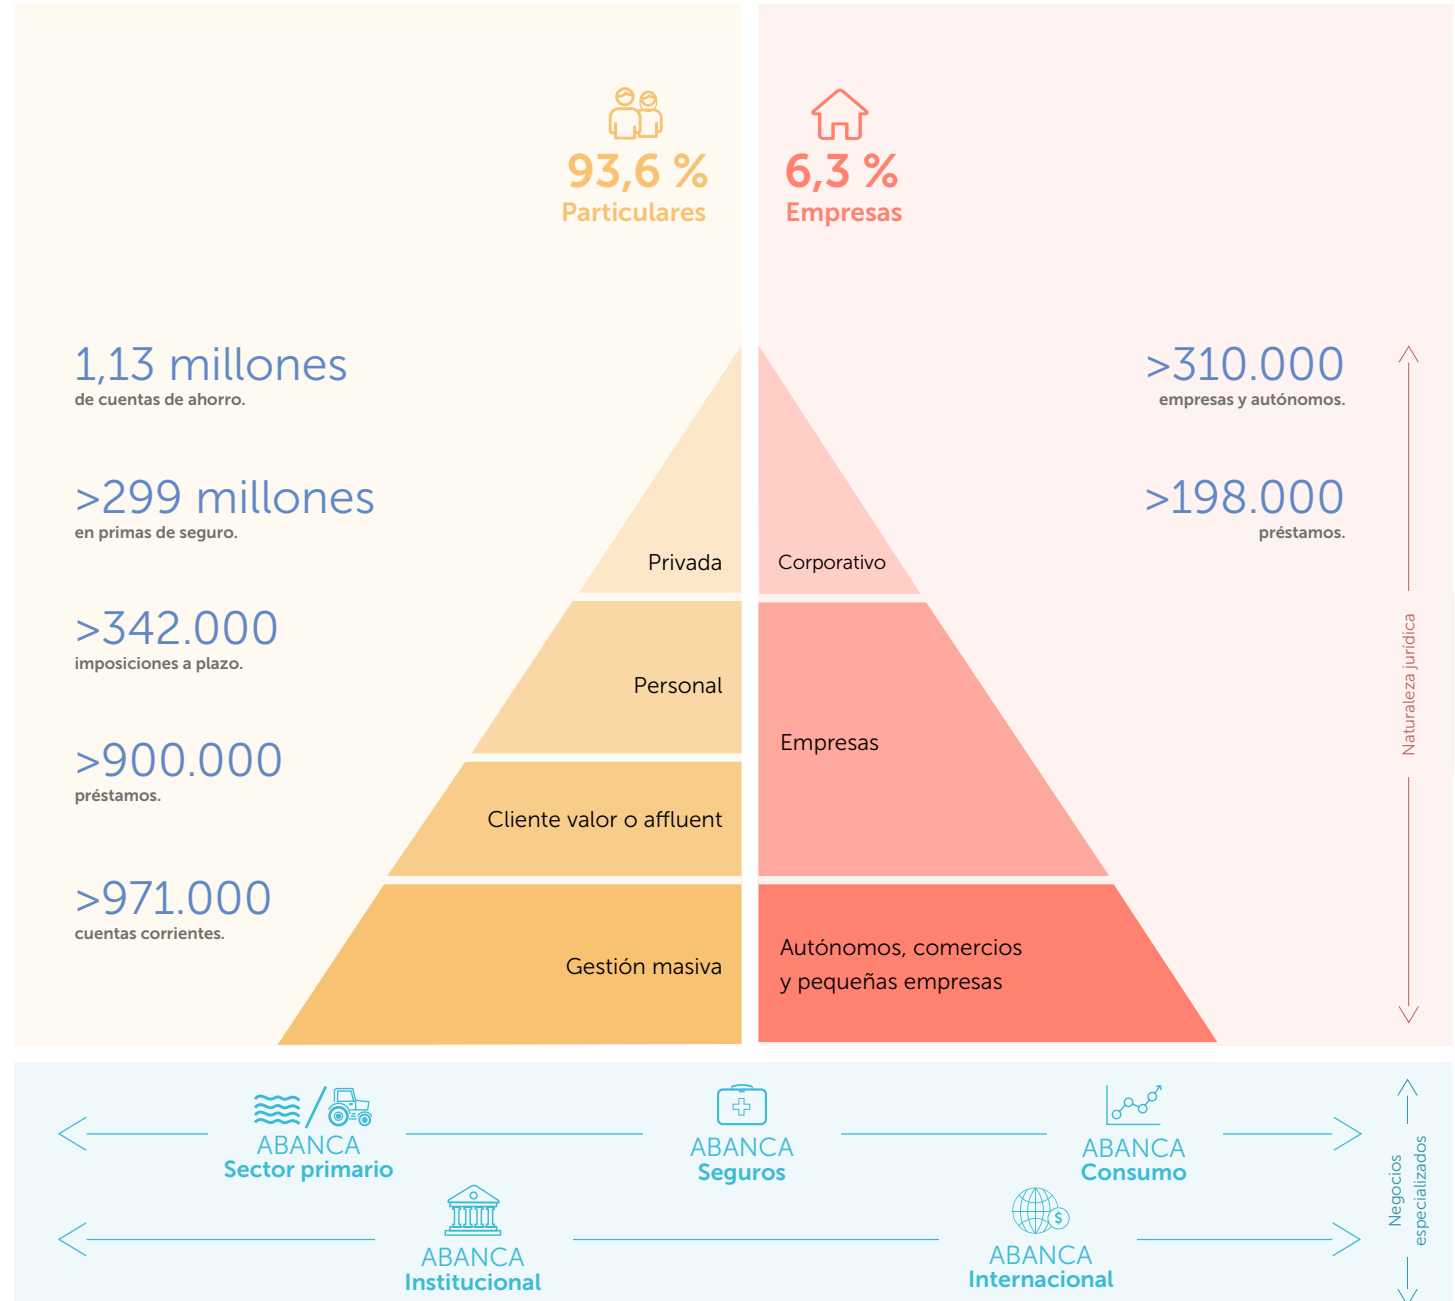 93,6 %
Particulares
6,3 %
Empresas
1,13 millones
de cuentas de ahorro.
>299 millones
en primas de seguro.
>342.000
imposiciones a plazo.
>900.000
préstamos.
>971.000
cuentas corrientes.
Privada
Personal
Cliente valor o affluent
Gestión masiva
Corporativo
Empresas
Autónomos, comercios
y pequeñas empresas
>310.000
empresas y autónomos.
>198.000
préstamos.
Naturaleza jurídica
ABANCA
Sector primario
ABANCA
Seguros
ABANCA
Consumo
ABANCA
Institucional
$
ABANCA
Internacional
Negocios
especializados